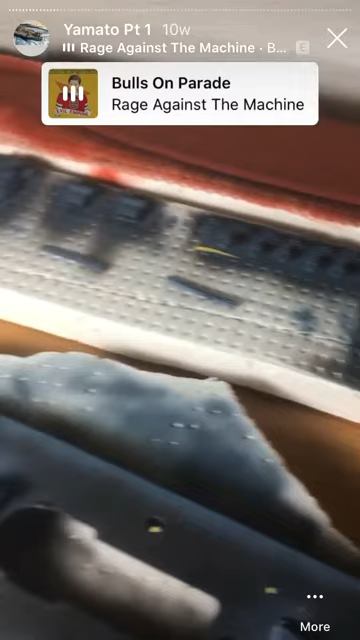 Yamato Pt 1 10w
Rage Against The Machine · B... E
Bulls On Parade
Rage Against The Machine
More